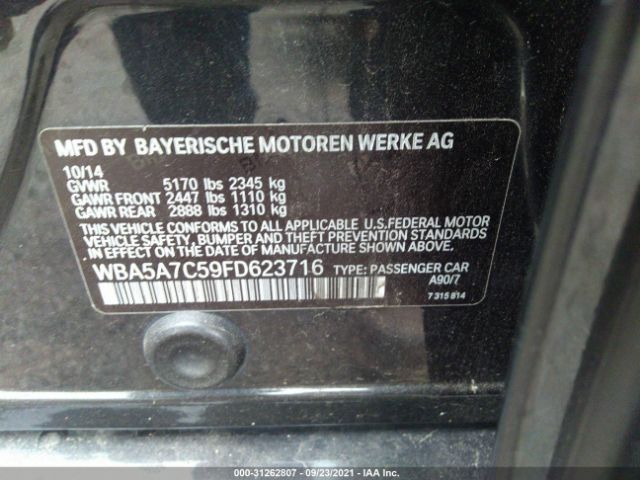 MFD BY BAYERISCHE MOTOREN WERKE AG
10/14
GVWR 5170 lbs 2345 kg
GAWR FRONT 2447 lbs 1110 kg
GAWR REAR 2888 lbs 1310 kg
THIS VEHICLE CONFORMS TO ALL APPLICABLE U.S.FEDERAL MOTOR
VEHICLE SAFETY, BUMPER, AND THEFT PREVENTION STANDARDS
IN EFFECT ON THE DATE OF MANUFACTURE SHOWN ABOVE.
WBA5A7C59FD623716 TYPE: PASSENGER CAR
A90/7
7 315 814
000-31262807 - 09/23/2021 - IAA Inc.